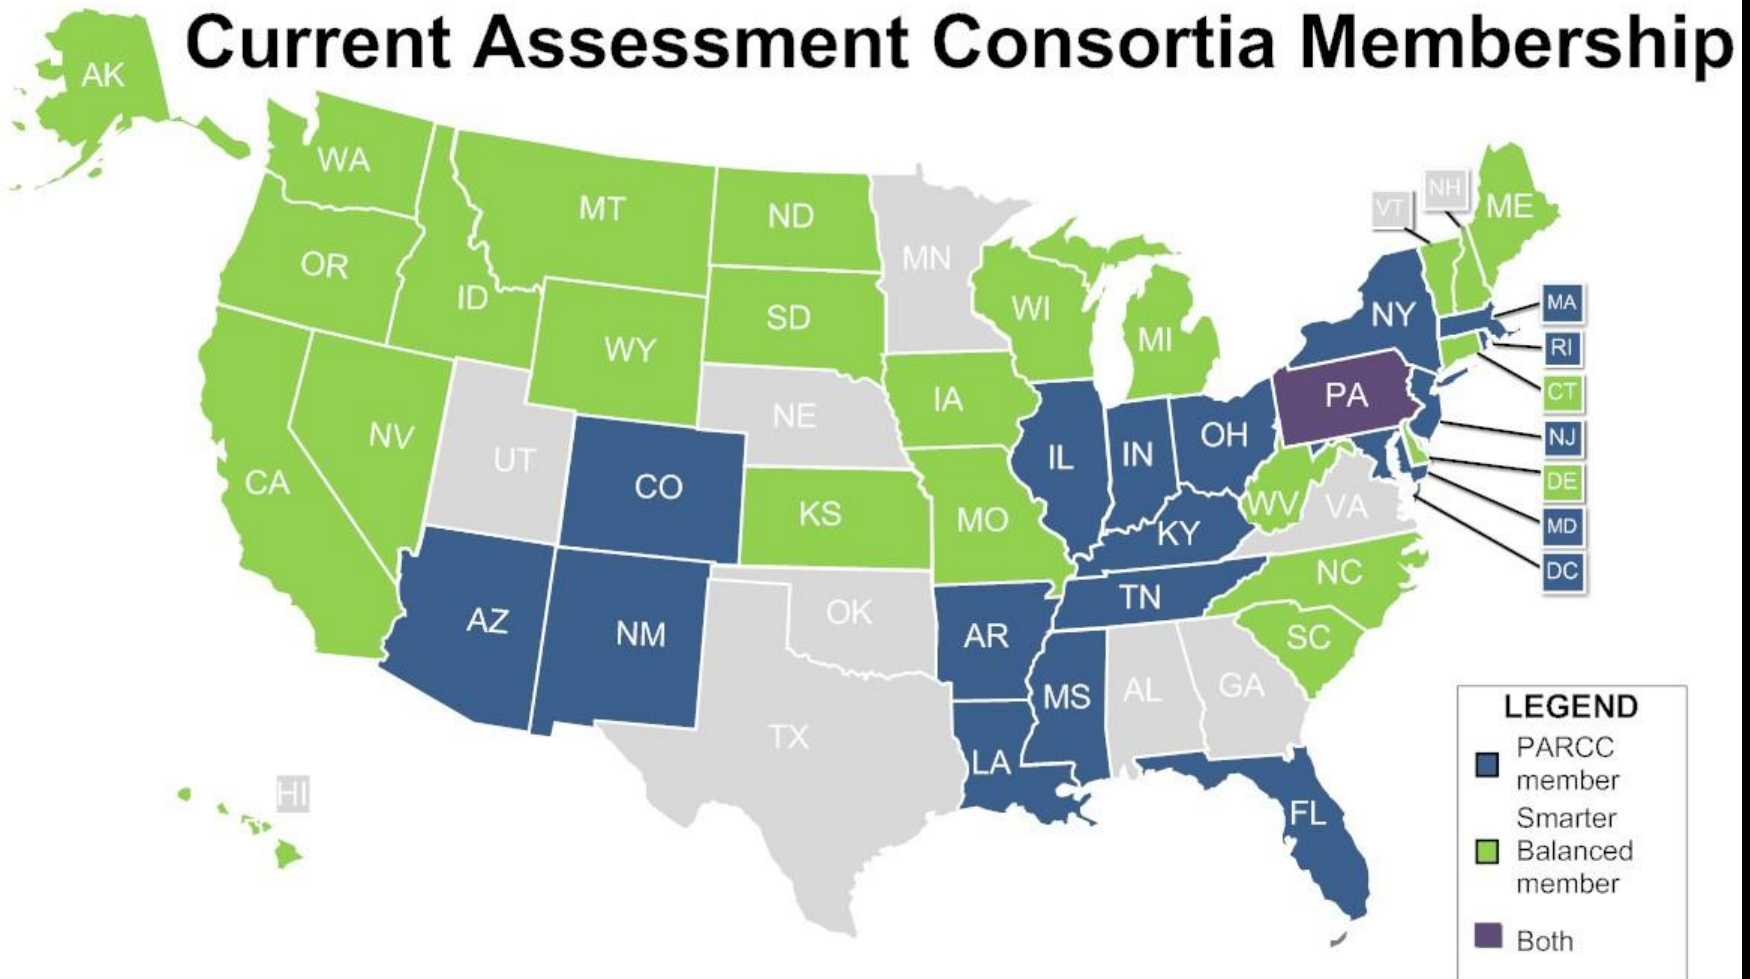 Current Assessment Consortia Membership
AK
WA
MT
ND
MN
VT
NH
ME
OR
ID
WY
SD
WI
MI
NY
MA
RI
CT
NJ
DE
MD
DC
CA
NV
UT
CO
NE
IA
KS
MO
IL
IN
OH
PA
WV
VA
KY
NC
TN
SC
AZ
NM
OK
AR
TX
LA
MS
AL
GA
FL
HI
LEGEND
PARCC
member
Smarter
Balanced
member
Both